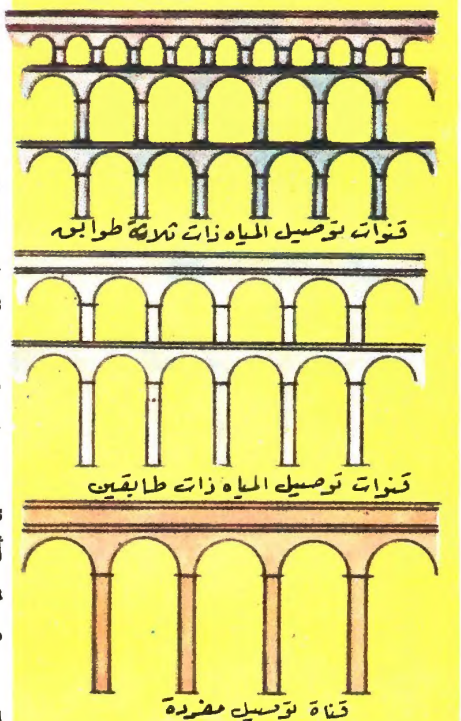 قنوات توصيل المياه ذات ثلاثة طوابق
قنوات توصيل المياه ذات طابقين
قناة توصيل مفردة